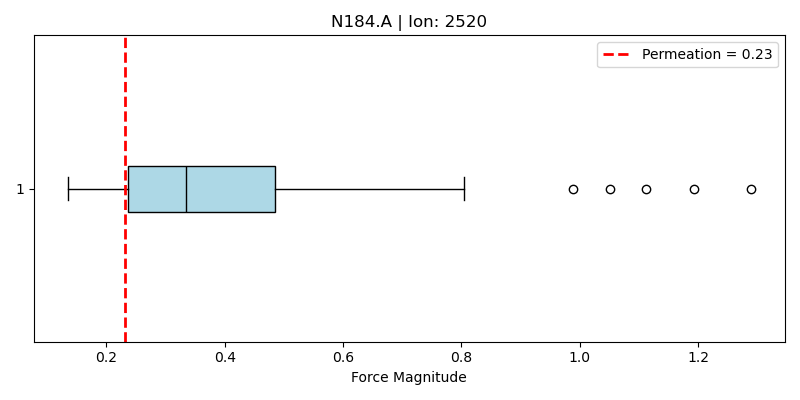 N184.A | Ion: 2520
Permeation = 0.23
1
0.2 0.4 0.6 0.8 1.0 1.2
Force Magnitude